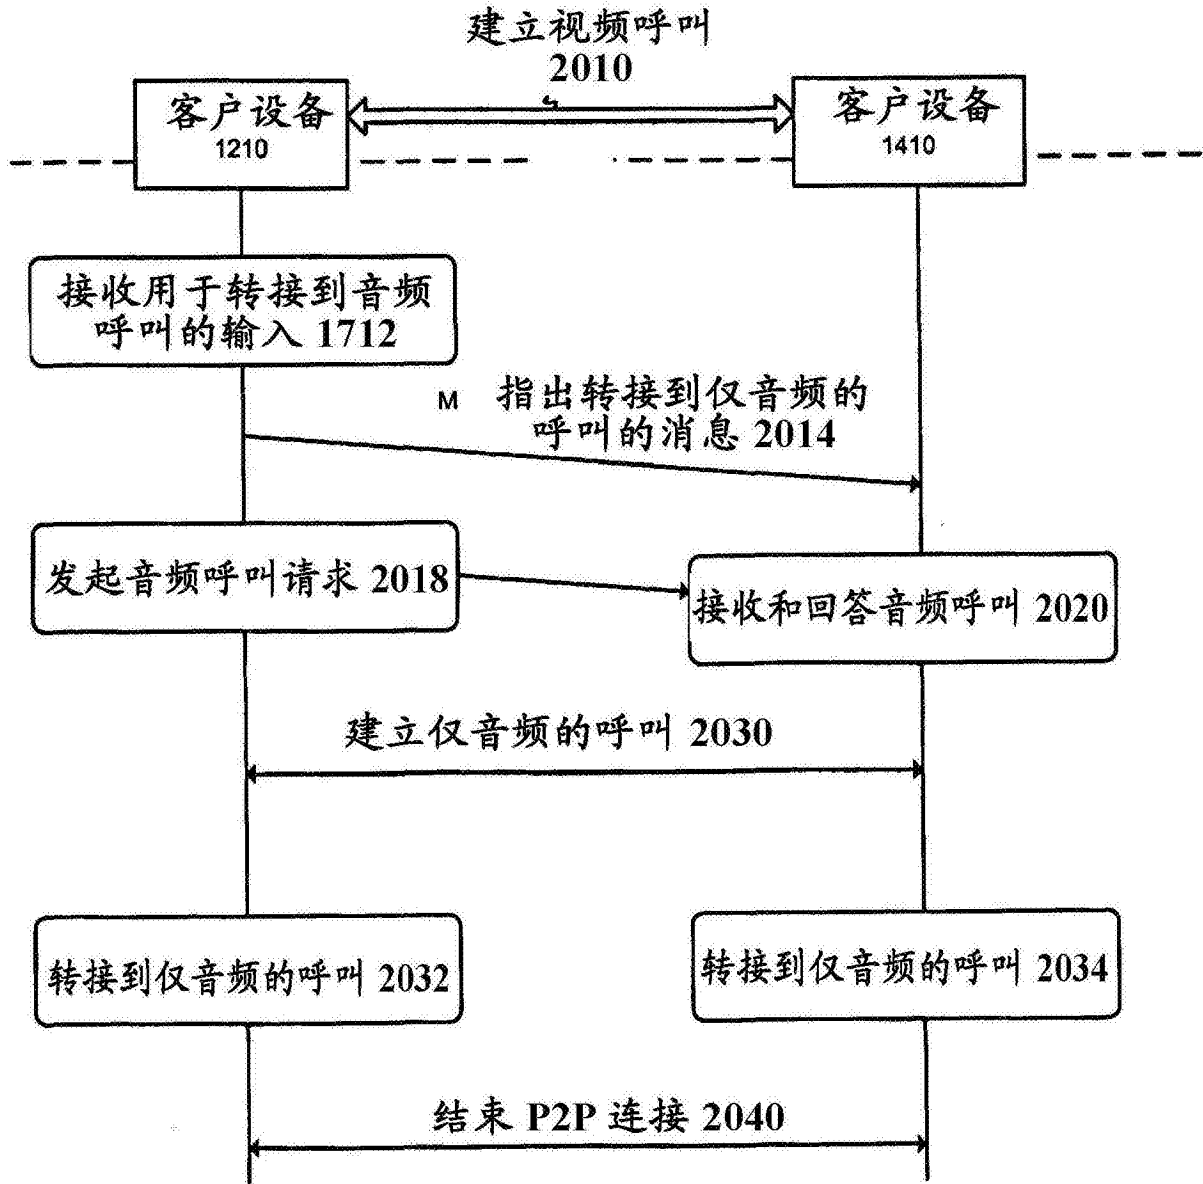 建立视频呼叫
2010
客户设备
1210
客户设备
1410
接收用于转接到音频
呼叫的输入 1712
M 指出转接到仅音频的
呼叫的消息 2014
发起音频呼叫请求 2018
接收和回答音频呼叫 2020
建立仅音频的呼叫 2030
转接到仅音频的呼叫 2032
转接到仅音频的呼叫 2034
结束 P2P 连接 2040